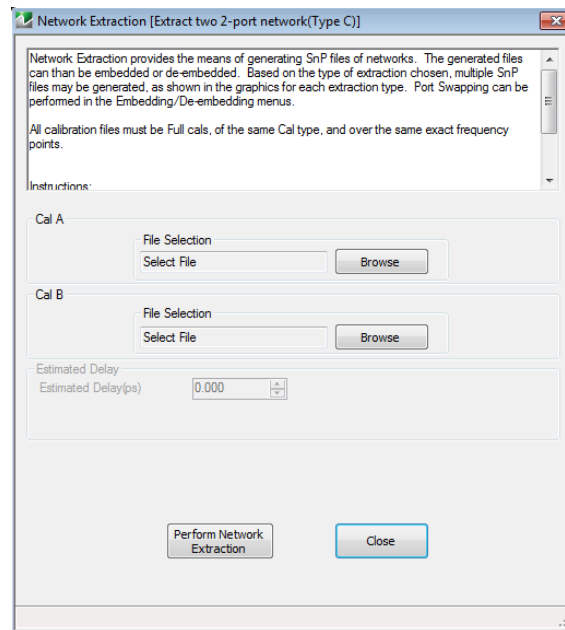 Network Extraction [Extract two 2-port network(Type C)]
Network Extraction provides the means of generating SnP files of networks. The generated files
can than be embedded or de-embedded. Based on the type of extraction chosen, multiple SnP
files may be generated, as shown in the graphics for each extraction type. Port Swapping can be
performed in the Embedding/De-embedding menus.
All calibration files must be Full cals, of the same Cal type, and over the same exact frequency
points.
Instructions:
Cal A
File Selection
Select File
Browse
Cal B
File Selection
Select File
Browse
Estimated Delay
Estimated Delay(ps)
0.000
Perform Network
Extraction
Close